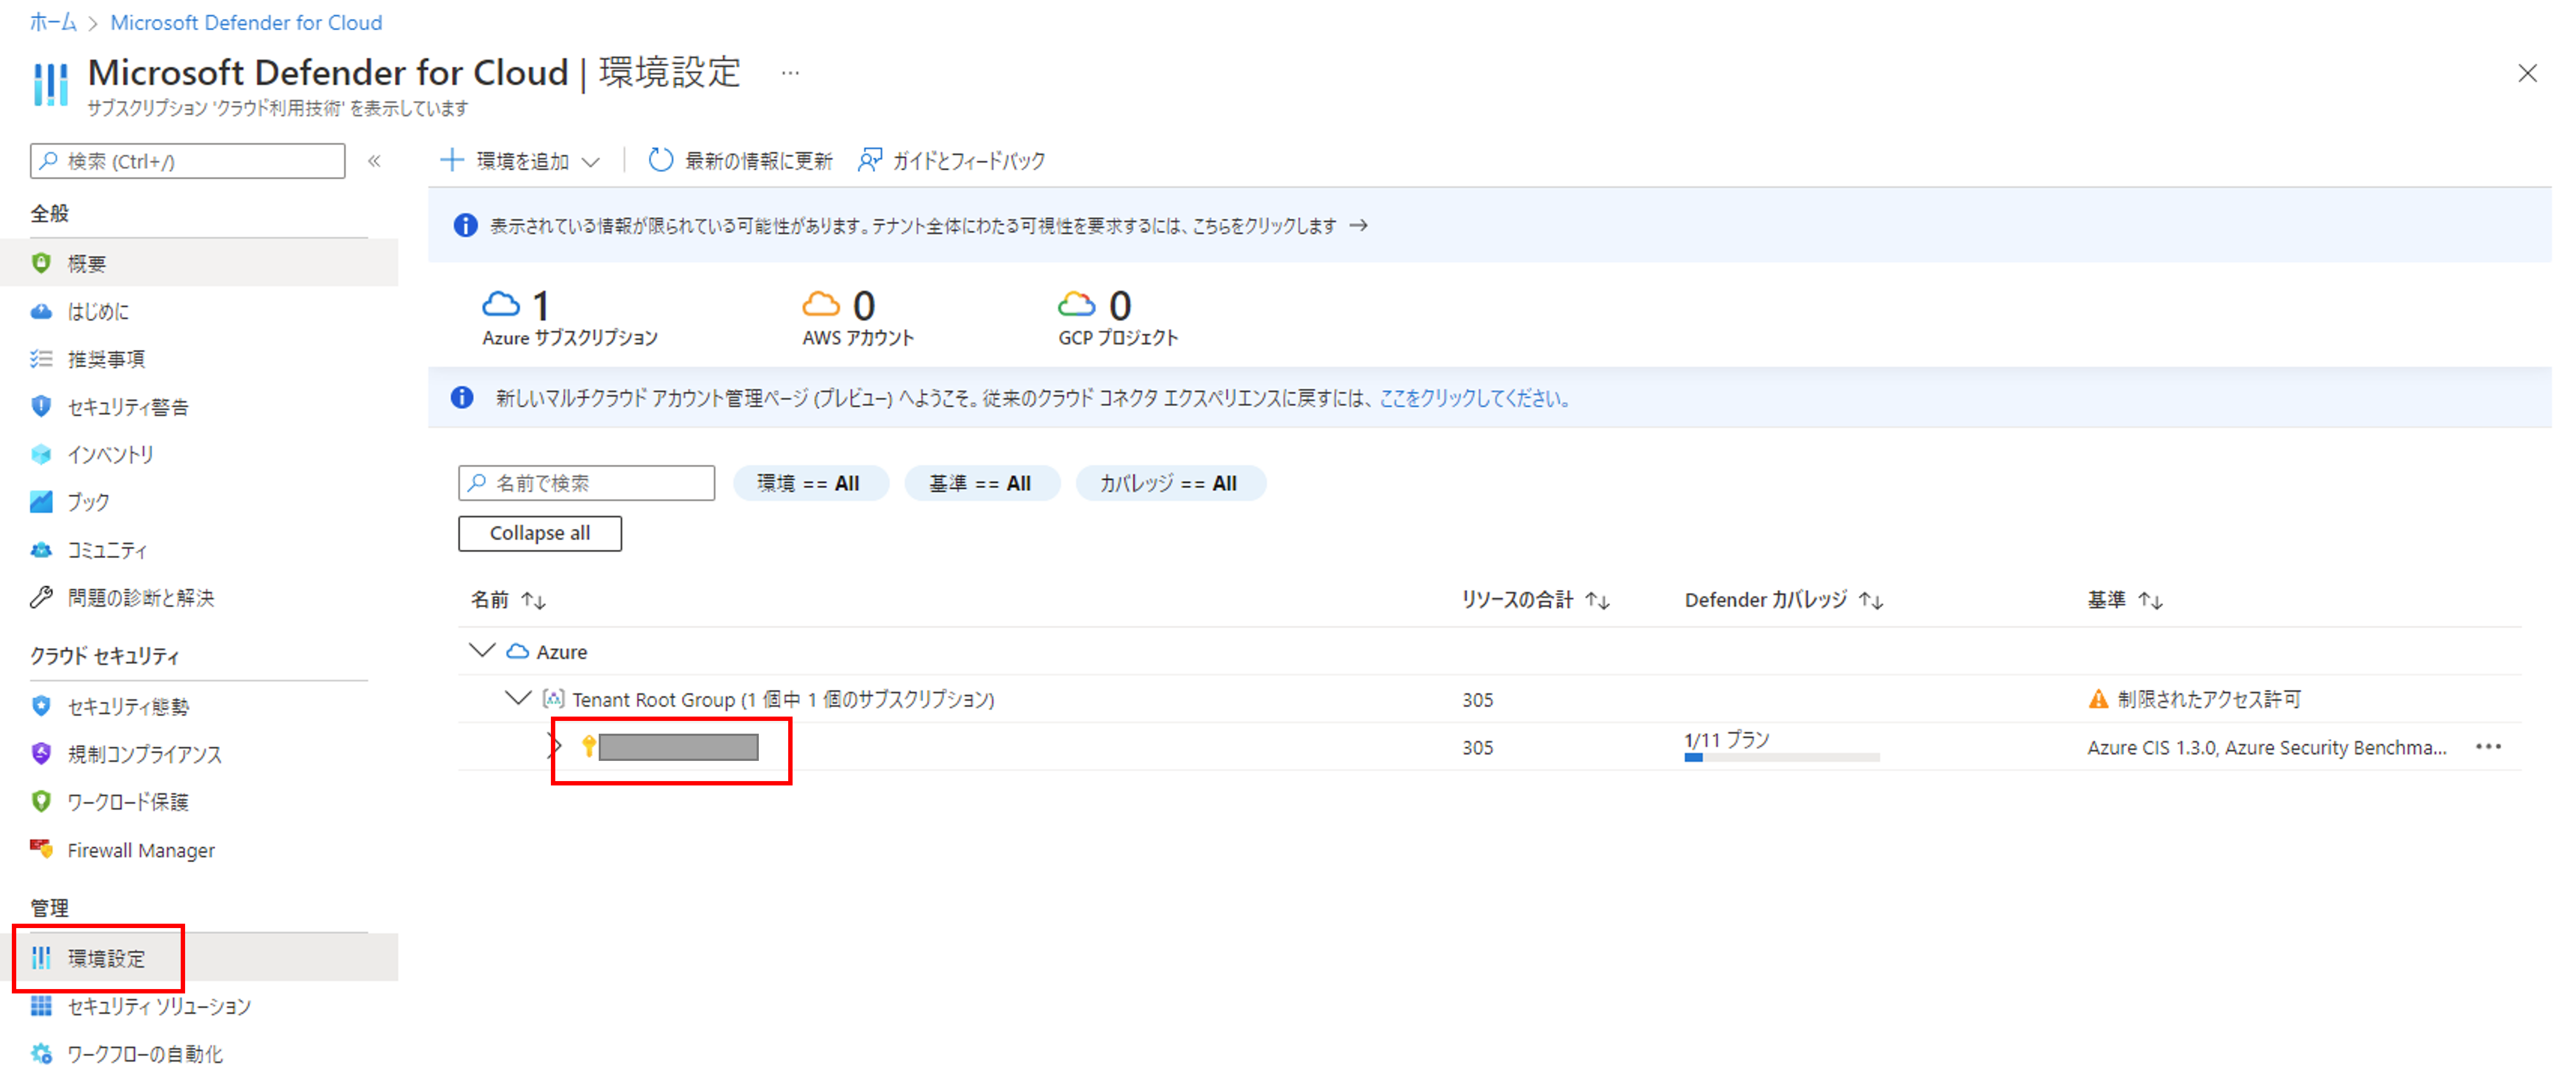 ホーム > Microsoft Defender for Cloud
Microsoft Defender for Cloud | 環境設定 …
サブスクリプション 'クラウド利用技術' を表示しています
検索 (Ctrl+/)
«
全般
概要
はじめに
推奨事項
セキュリティ警告
インベントリ
ブック
コミュニティ
問題の診断と解決
クラウド セキュリティ
セキュリティ態勢
規制コンプライアンス
ワークロード保護
Firewall Manager
管理
環境設定
セキュリティ ソリューション
ワークフローの自動化
環境を追加
最新の情報に更新
ガイドとフィードバック
表示されている情報が限られている可能性があります。テナント全体にわたる可視性を要求するには、こちらをクリックします →
1
Azure サブスクリプション
0
AWS アカウント
0
GCP プロジェクト
新しいマルチクラウド アカウント管理ページ (プレビュー) へようこそ。従来のクラウド コネクタ エクスペリエンスに戻すには、ここをクリックしてください。
名前で検索
環境 == All
基準 == All
カバレッジ == All
Collapse all
名前 ↑↓ リソースの合計 ↑↓ Defender カバレッジ ↑↓ 基準 ↑↓
Azure
Tenant Root Group (1 個中 1 個のサブスクリプション) 305 制限されたアクセス許可
305 1/11 プラン Azure CIS 1.3.0, Azure Security Benchma... •••